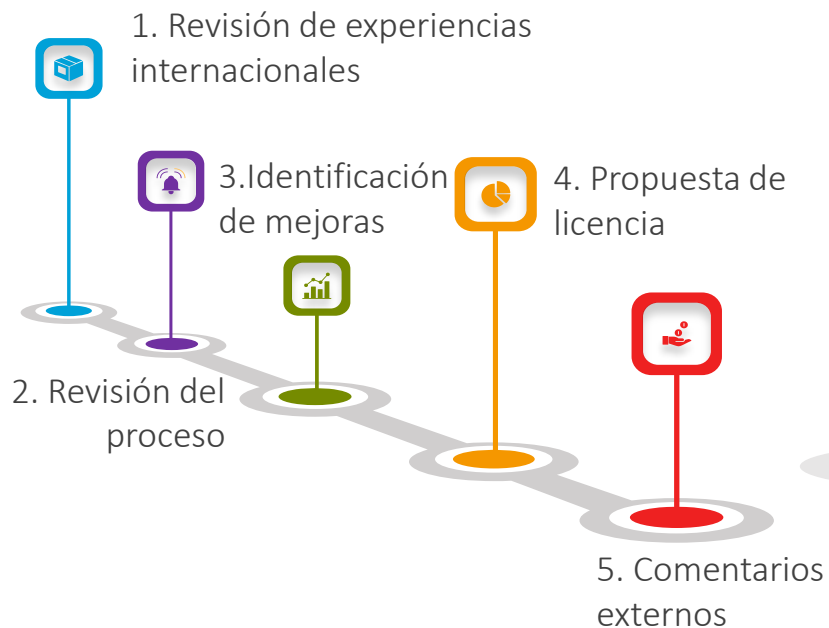 1. Revisión de experiencias
internacionales
2. Revisión del
proceso
3.Identificación
de mejoras
4. Propuesta de
licencia
5. Comentarios
externos